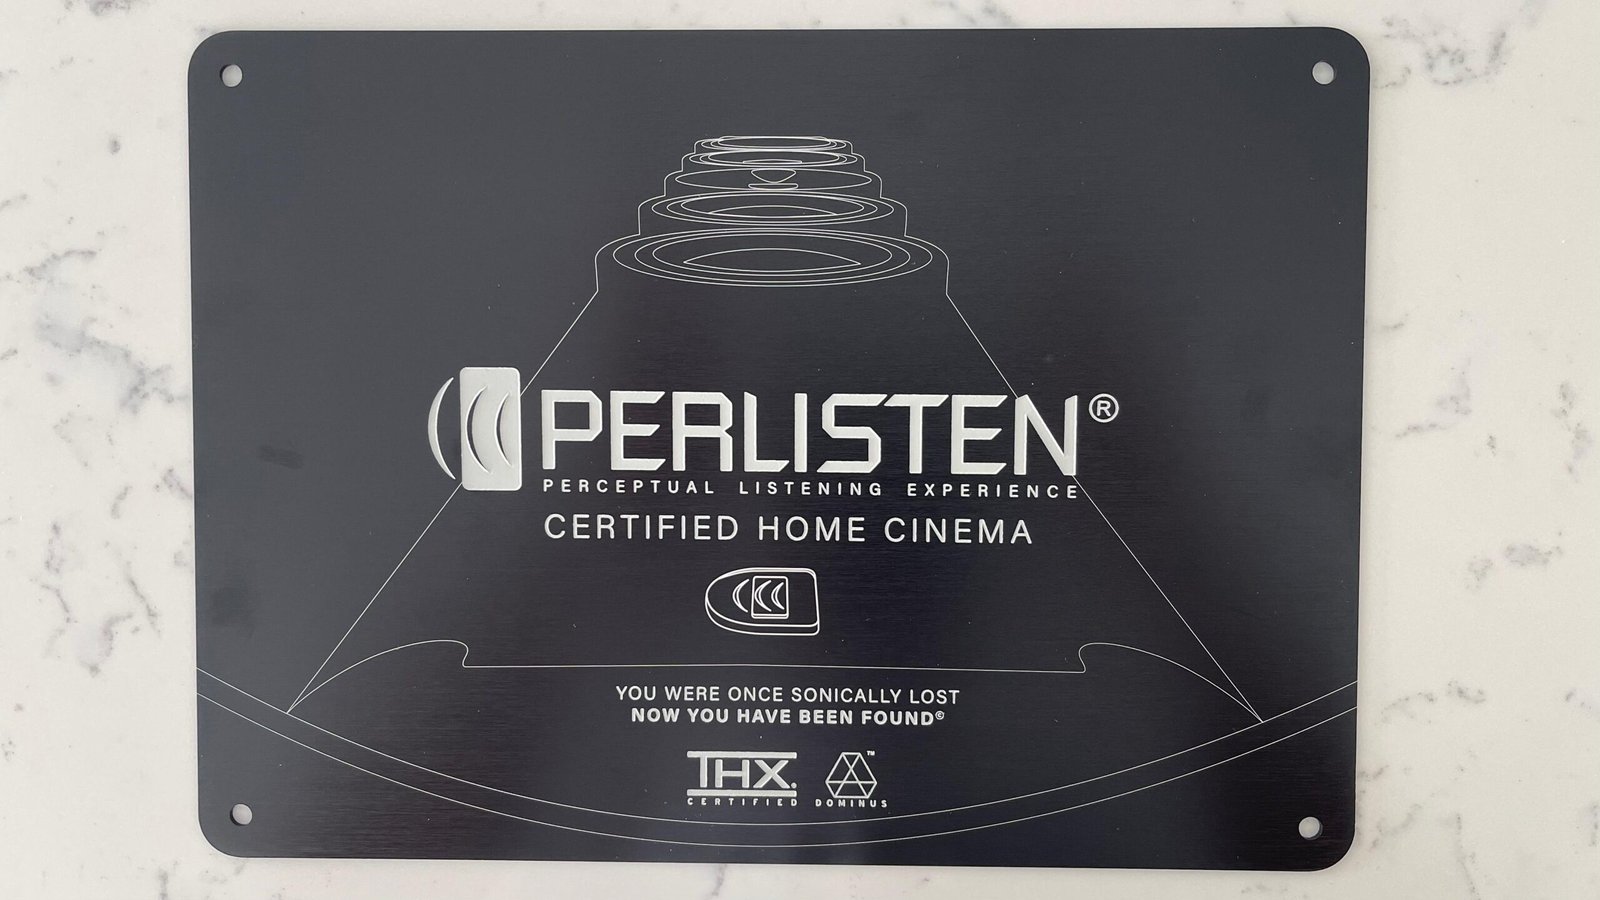 PERLISTEN®
PERCEPTUAL LISTENING EXPERIENCE
CERTIFIED HOME CINEMA
YOU WERE ONCE SONICALLY LOST
NOW YOU HAVE BEEN FOUND©
THX. ™
CERTIFIED DOMINUS